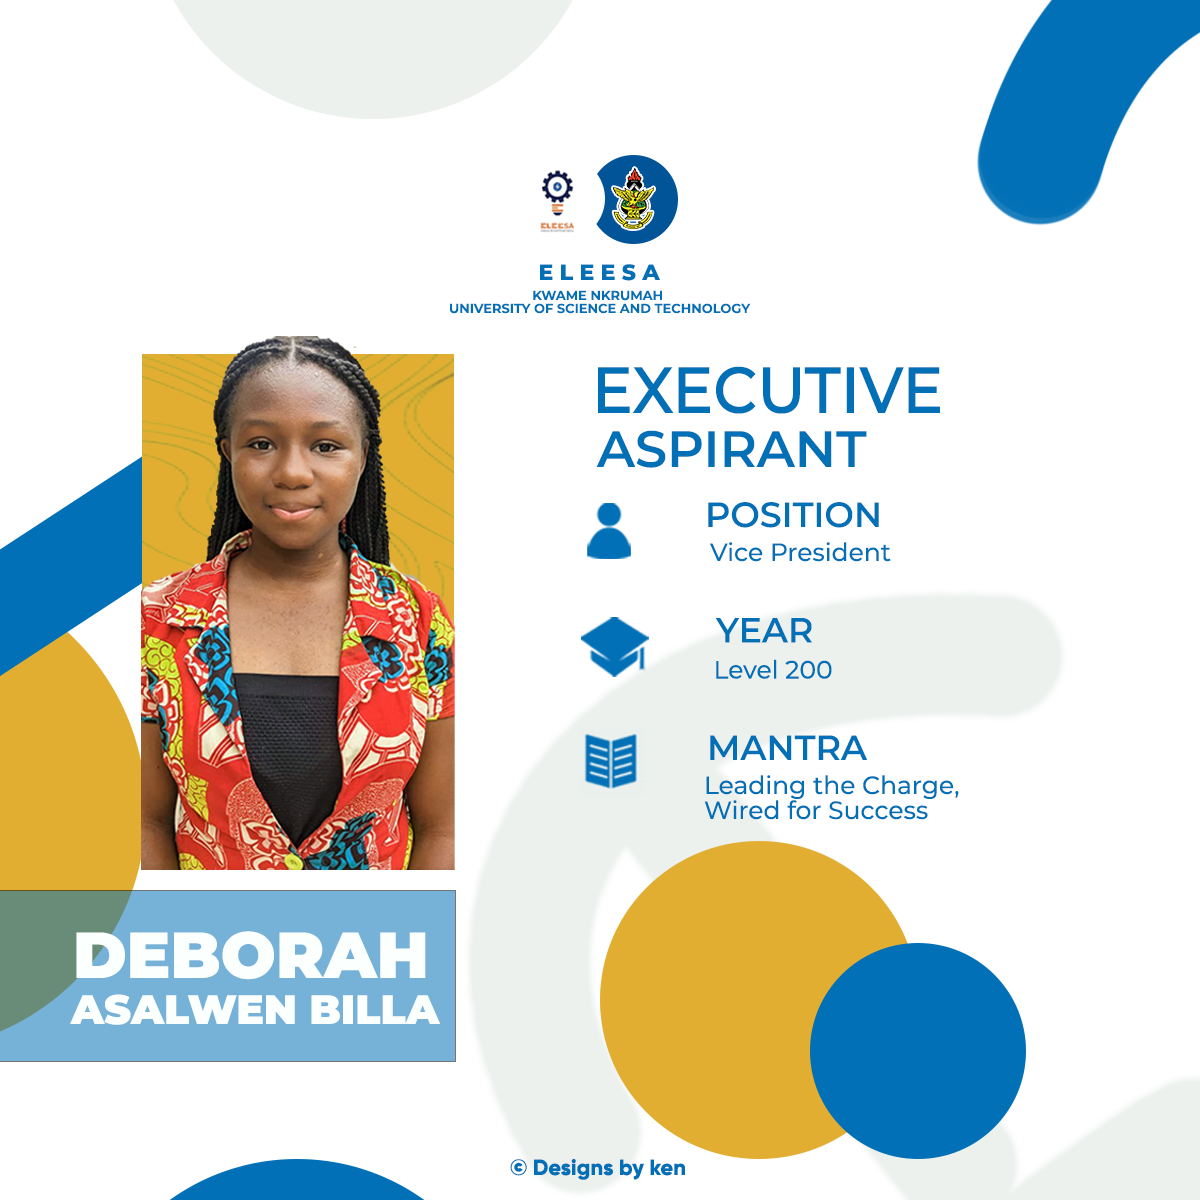 ELEESA
ELEESA
KWAME NKRUMAH
UNIVERSITY OF SCIENCE AND TECHNOLOGY
EXECUTIVE
ASPIRANT
POSITION
Vice President
YEAR
Level 200
MANTRA
Leading the Charge,
Wired for Success
DEBORAH
ASALWEN BILLA
© Designs by ken